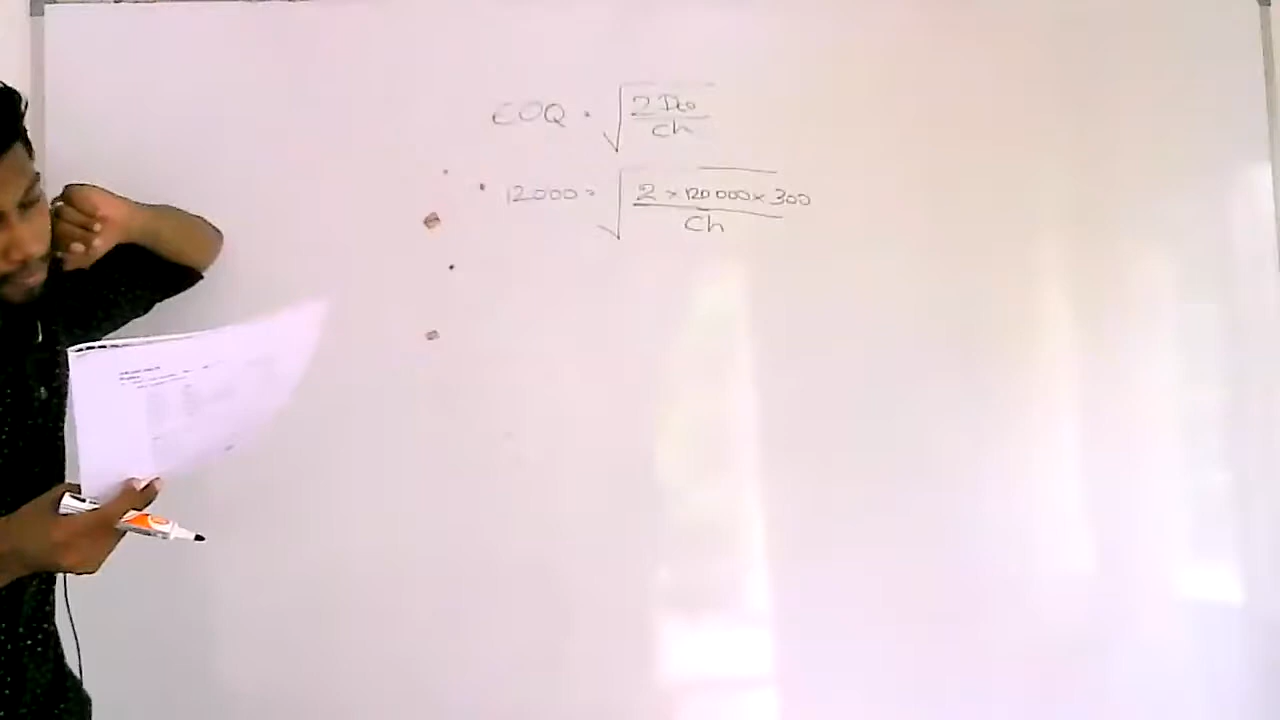 EOQ = √(2Dco / Ch)
12000 = √(2 × 120000 × 300 / Ch)